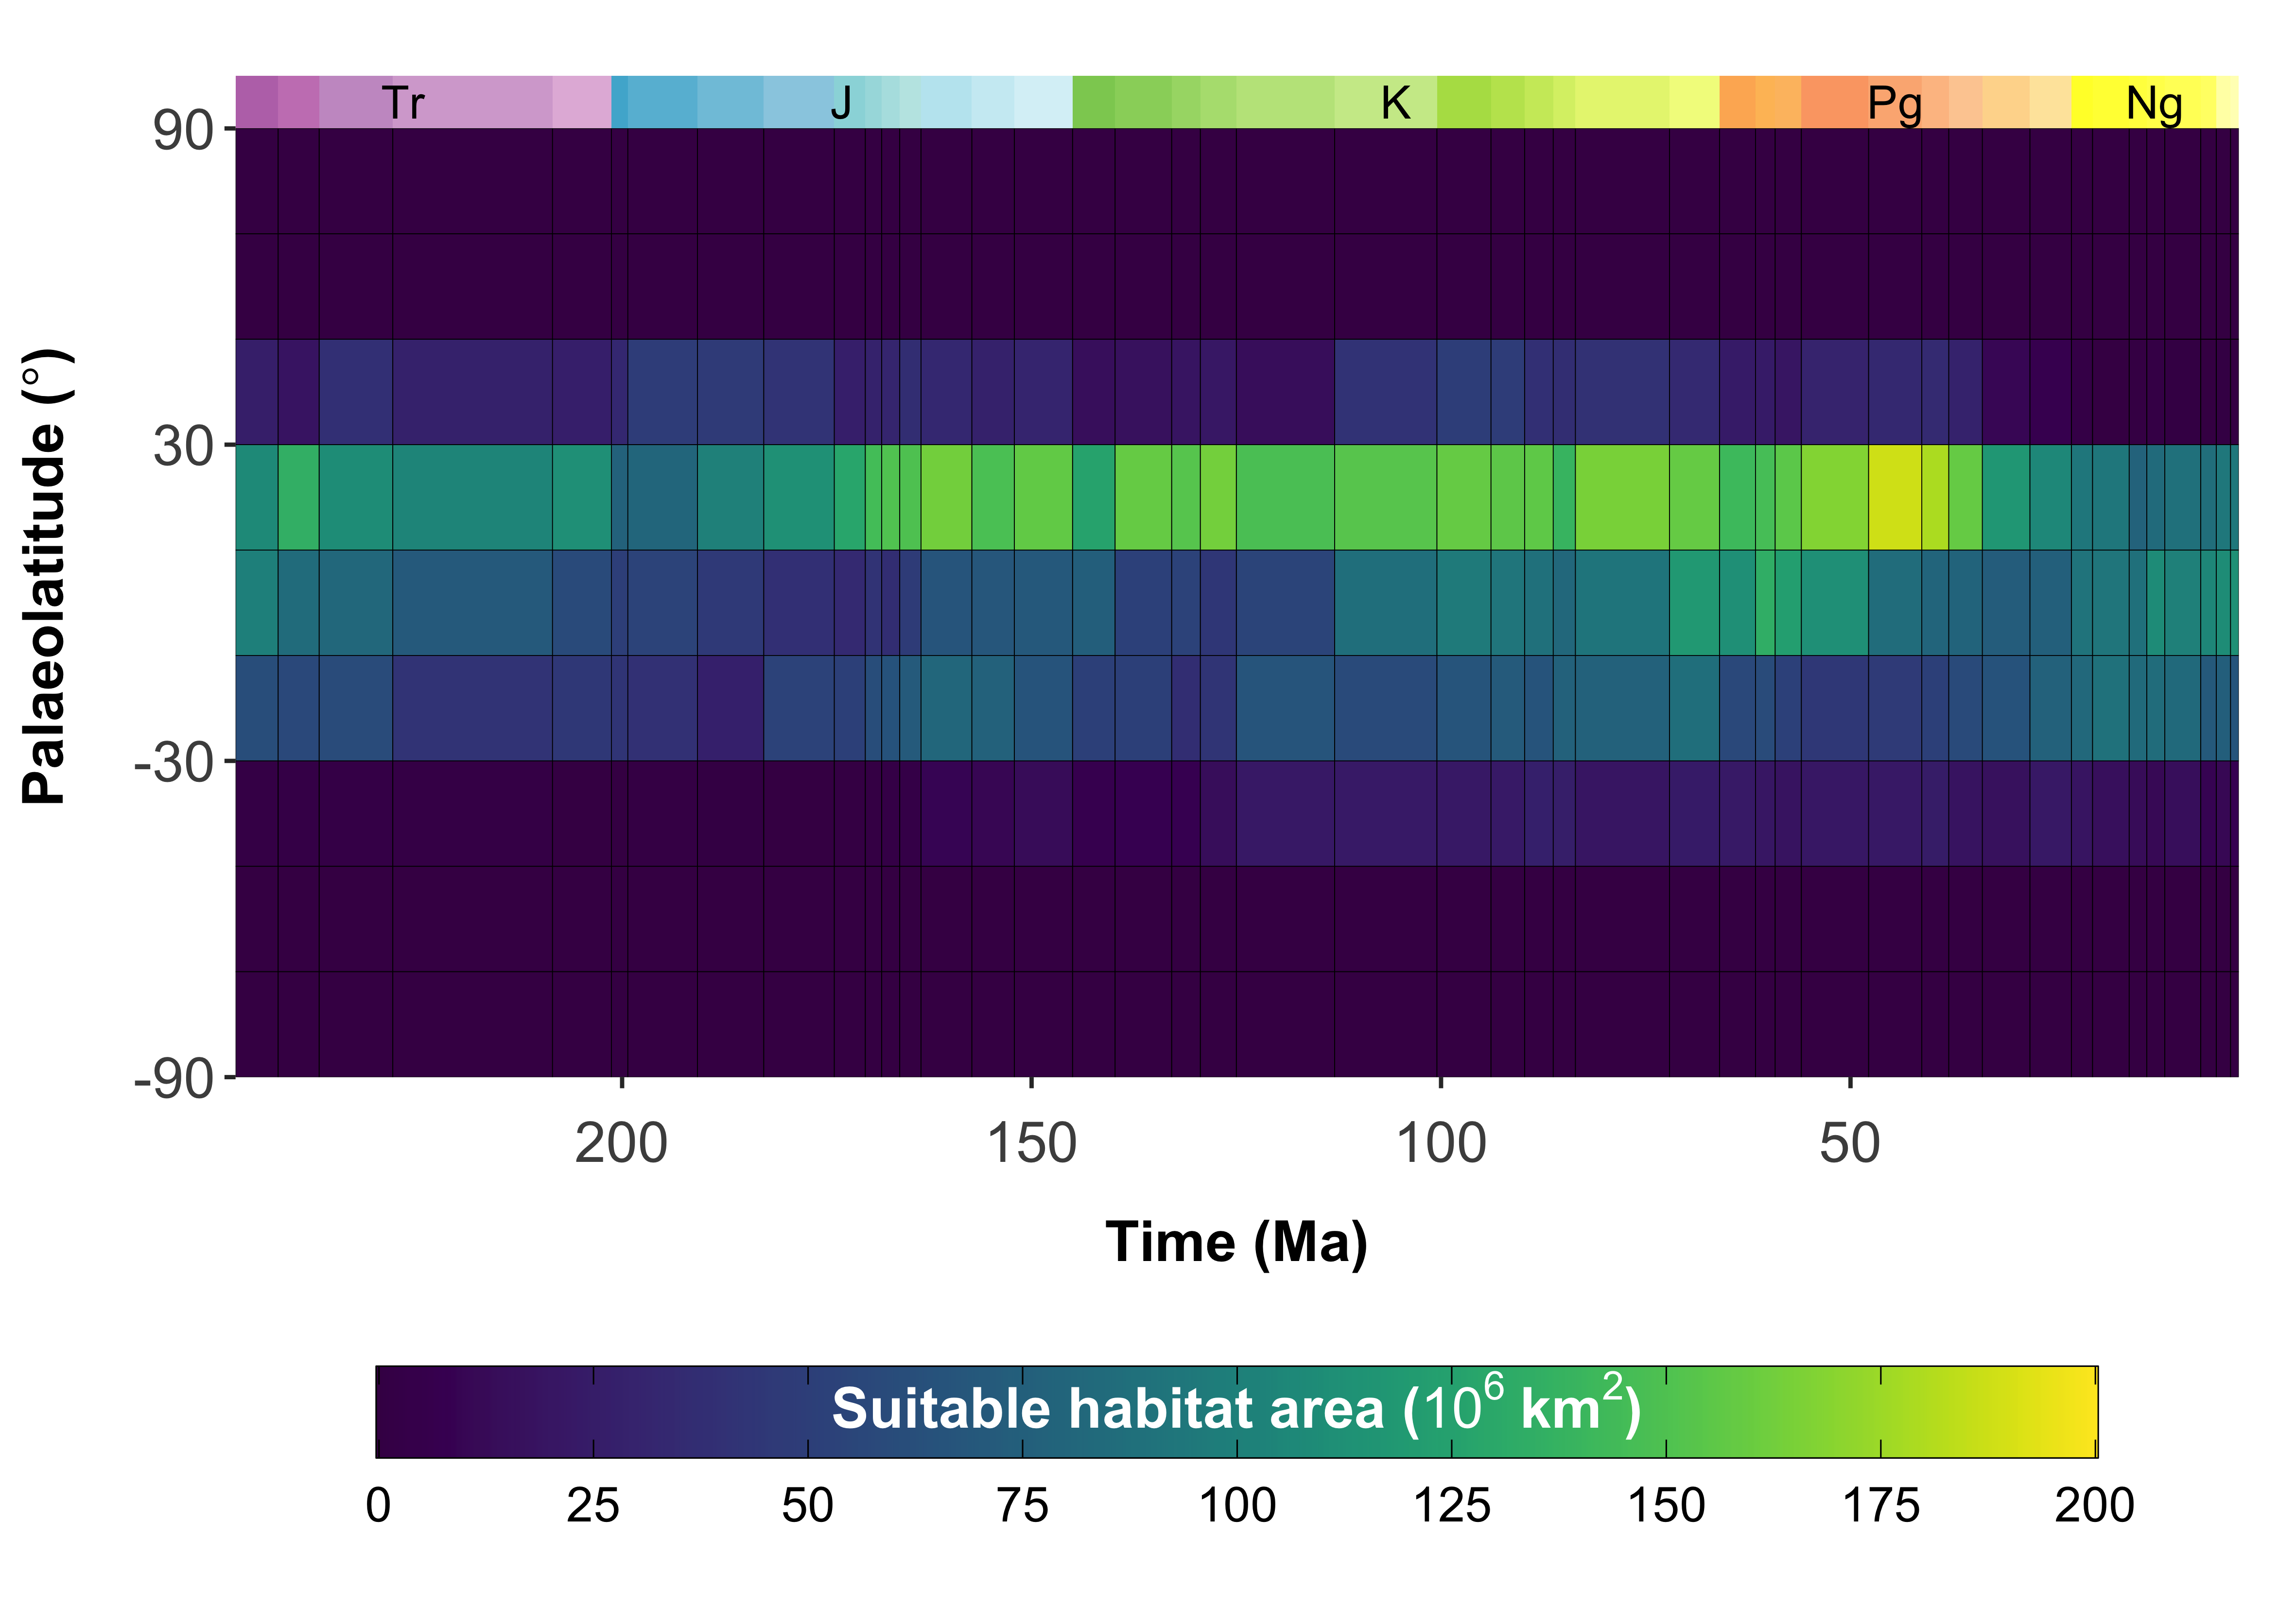 Tr J K Pg Ng
90
30
-30
-90
Palaeolatitude (°)
200 150 100 50
Time (Ma)
Suitable habitat area (10⁶ km²)
0 25 50 75 100 125 150 175 200